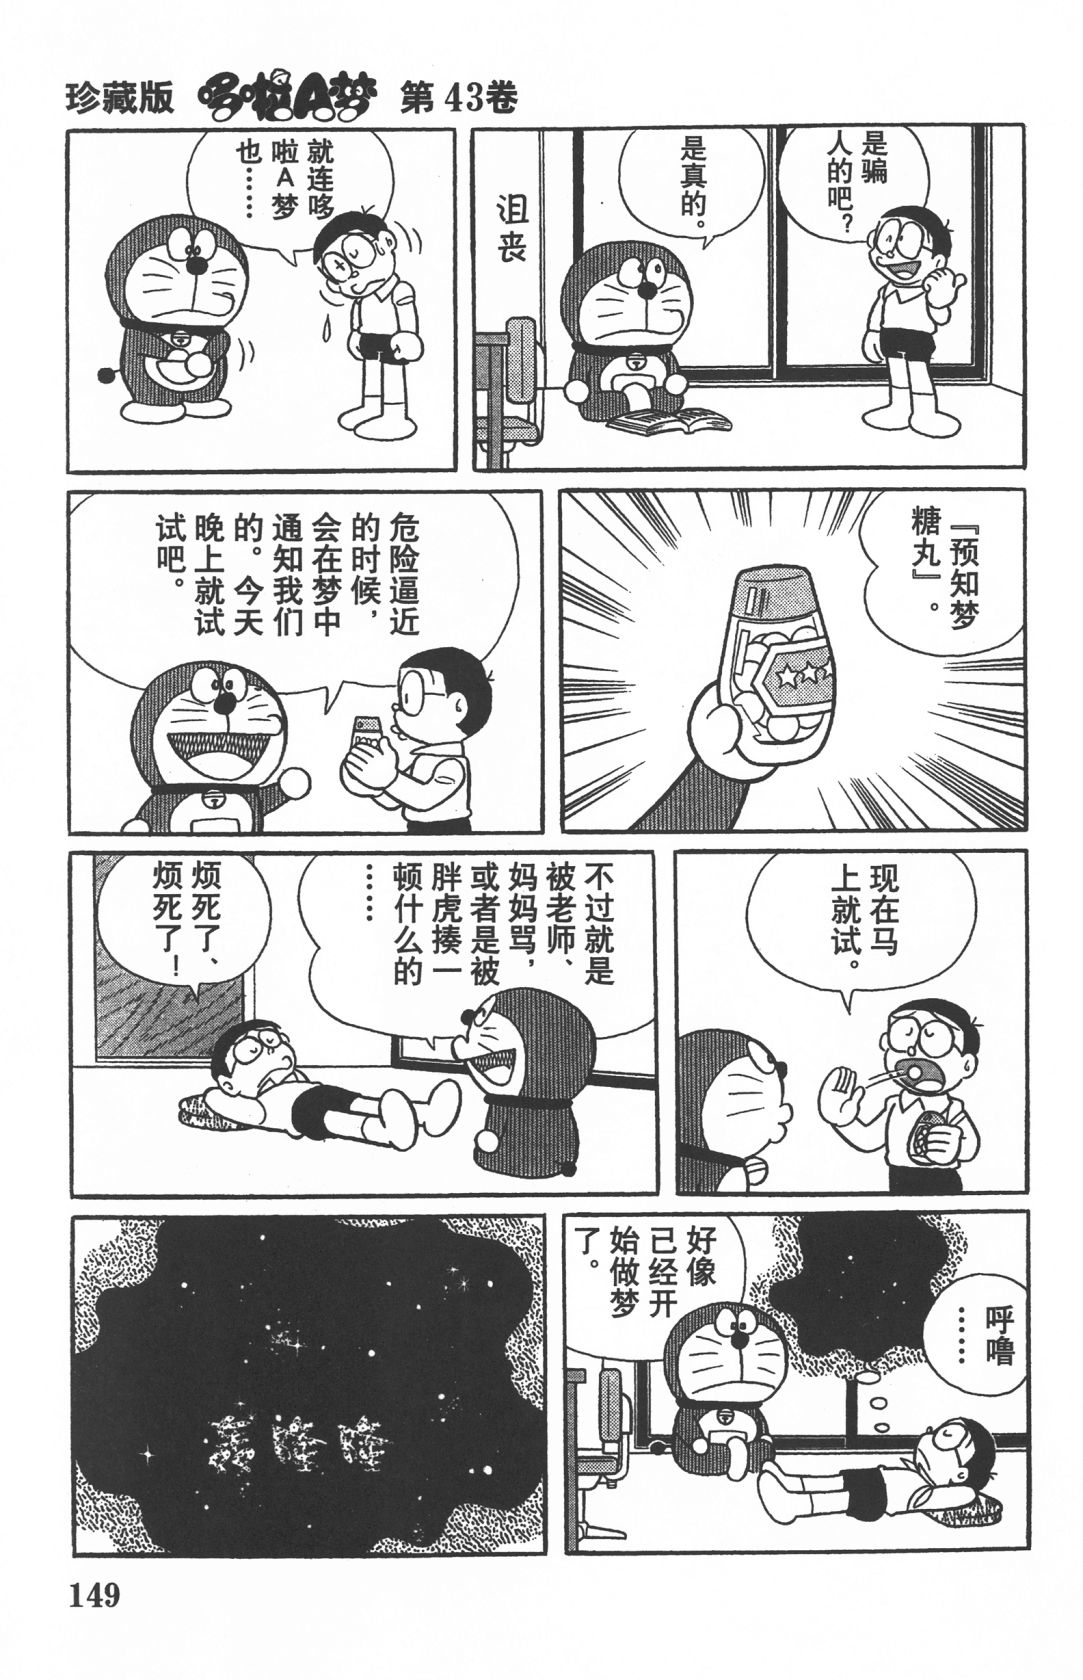 珍藏版 哆啦A梦 第43卷
是骗
人的吧？
是真的。
沮丧
就连哆
啦A梦
也……
『预知梦
糖丸』。
危险逼近
的时候，
会在梦中
通知我们
的。今天
晚上就试
试吧。
现在马
上就试。
不过就是
被老师、
妈妈骂，
或者是被
胖虎揍一
顿什么的
……
烦死了、
烦死了！
呼噜
……
好像
已经开
始做梦
了。
149